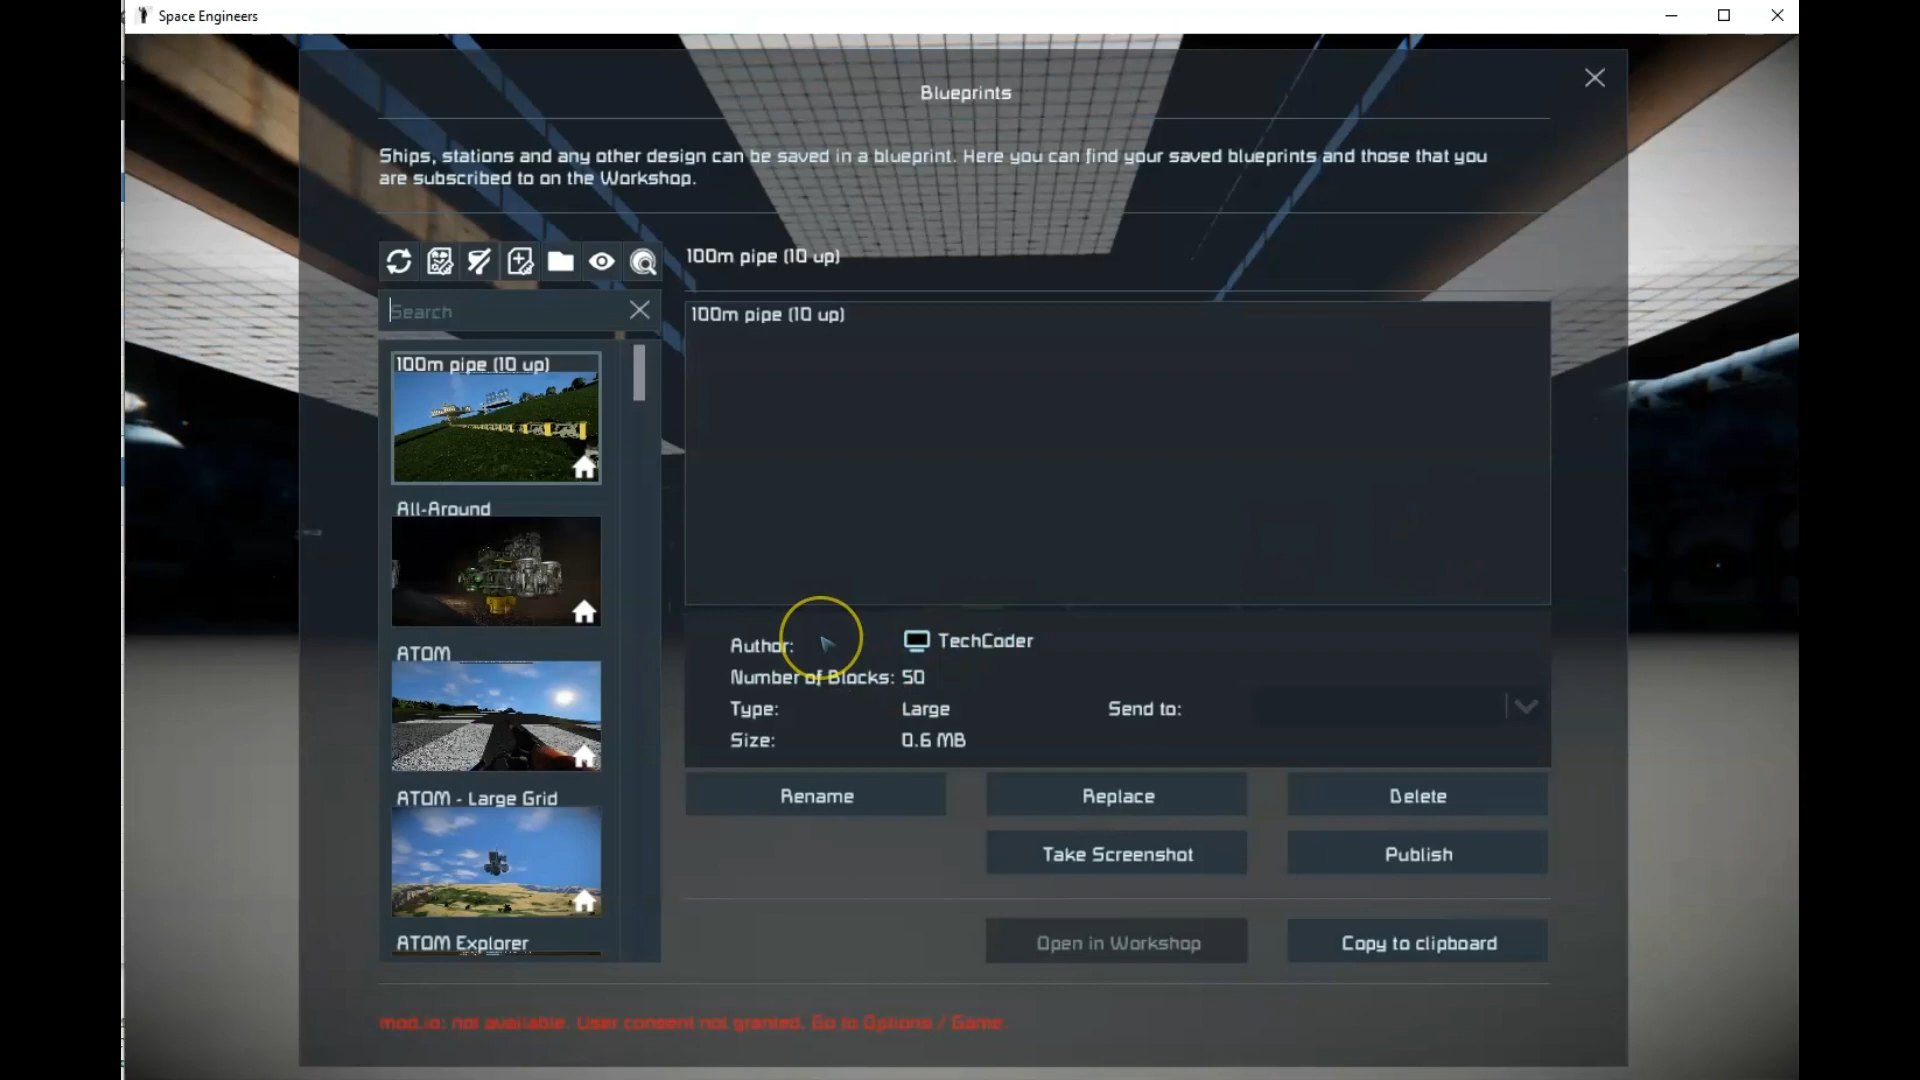 Space Engineers
Blueprints
Ships, stations and any other design can be saved in a blueprint. Here you can find your saved blueprints and those that you
are subscribed to on the Workshop.
100m pipe (10 up)
Search
100m pipe (10 up)
100m pipe (10 up)
All-Around
ATOM
ATOM - Large Grid
ATOM Explorer
Author: TechCoder
Number of Blocks: 50
Type: Large
Send to:
Size: 0.6 MB
Rename
Replace
Delete
Take Screenshot
Publish
Open in Workshop
Copy to clipboard
mod.io: not available. User consent not granted. Go to Options / Game.